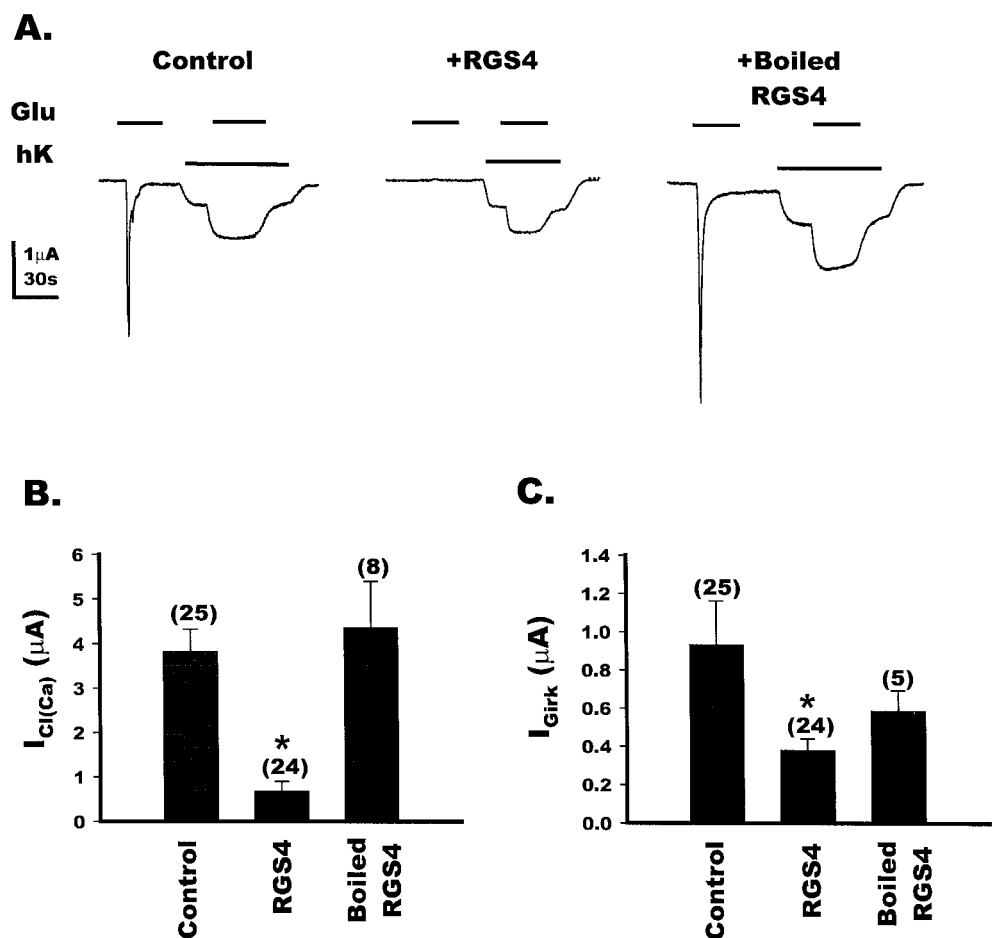 A.
Control
+RGS4
+Boiled
RGS4
Glu
hK
1µA
30s
B.
I Cl(Ca) (µA)
6
5
4
3
2
1
0
(25)
*
(24)
(8)
Control
RGS4
Boiled
RGS4
C.
I Girk (µA)
1.4
1.2
1.0
0.8
0.6
0.4
0.2
0.0
(25)
*
(24)
(5)
Control
RGS4
Boiled
RGS4